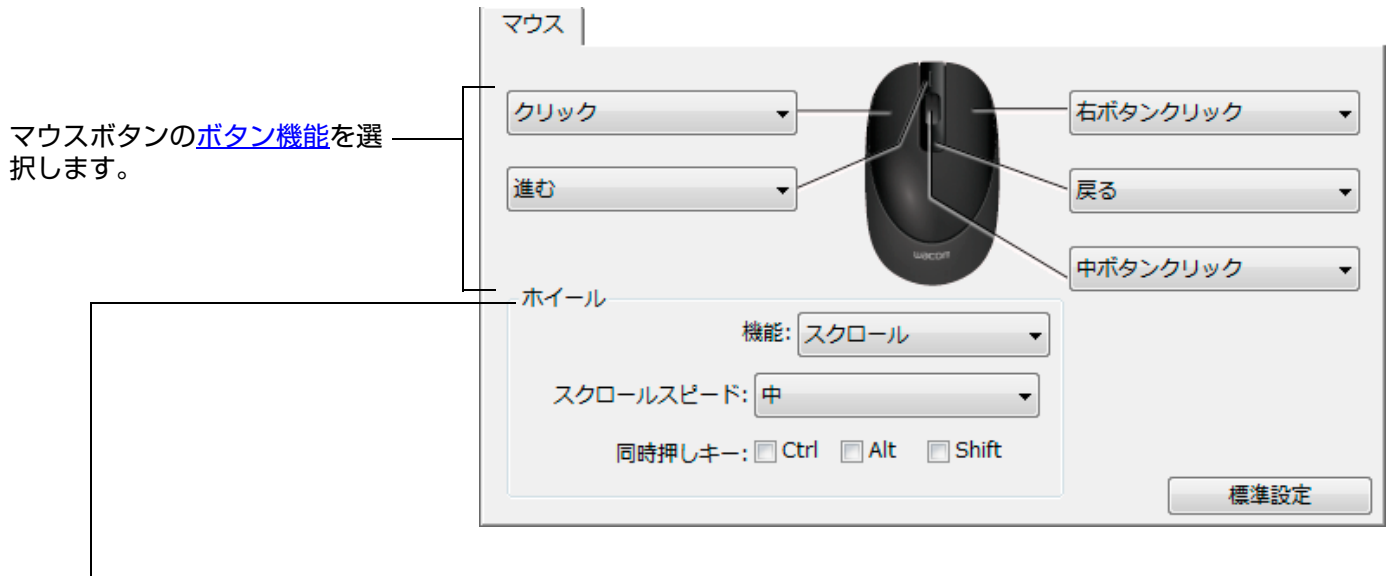 マウス
マウスボタンのボタン機能を選
択します。
クリック
進む
右ボタンクリック
戻る
中ボタンクリック
wacom
ホイール
機能: スクロール
スクロールスピード: 中
同時押しキー: Ctrl Alt Shift
標準設定